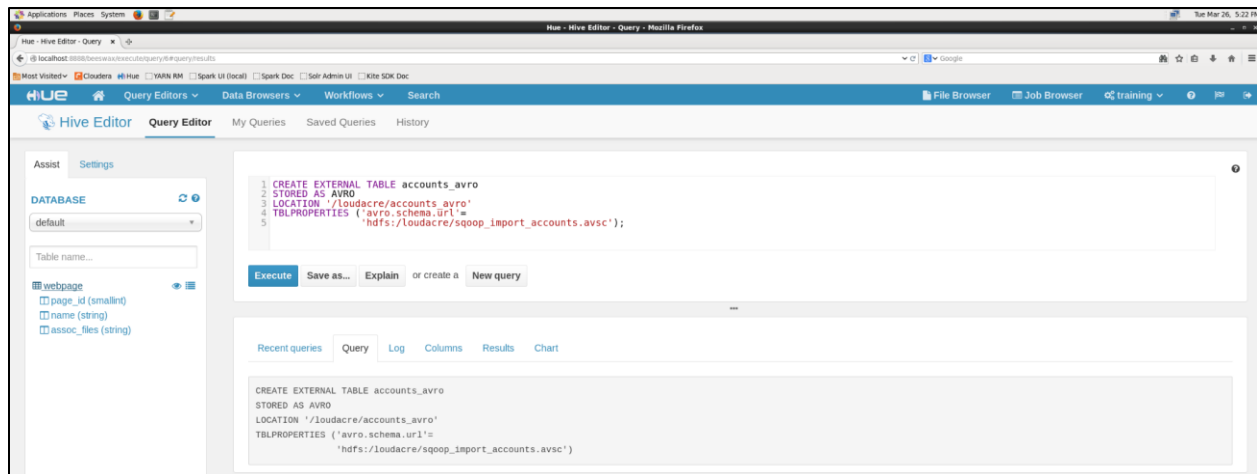 Applications Places System Tue Mar 26, 5:22 PM
Hue - Hive Editor - Query - Mozilla Firefox
Hue - Hive Editor - Query
localhost:8888/beeswax/execute/query/6#query/results Google
Most Visited Cloudera Hue YARN RM Spark UI (local) Spark Doc Solr Admin UI Kite SDK Doc
HUE Query Editors Data Browsers Workflows Search File Browser Job Browser training
Hive Editor Query Editor My Queries Saved Queries History
Assist Settings
DATABASE
default
Table name...
webpage
page_id (smallint)
name (string)
assoc_files (string)
1 CREATE EXTERNAL TABLE accounts_avro
2 STORED AS AVRO
3 LOCATION '/loudacre/accounts_avro'
4 TBLPROPERTIES ('avro.schema.url'=
5 'hdfs:/loudacre/sqoop_import_accounts.avsc');
Execute Save as... Explain or create a New query
Recent queries Query Log Columns Results Chart
CREATE EXTERNAL TABLE accounts_avro
STORED AS AVRO
LOCATION '/loudacre/accounts_avro'
TBLPROPERTIES ('avro.schema.url'=
'hdfs:/loudacre/sqoop_import_accounts.avsc')